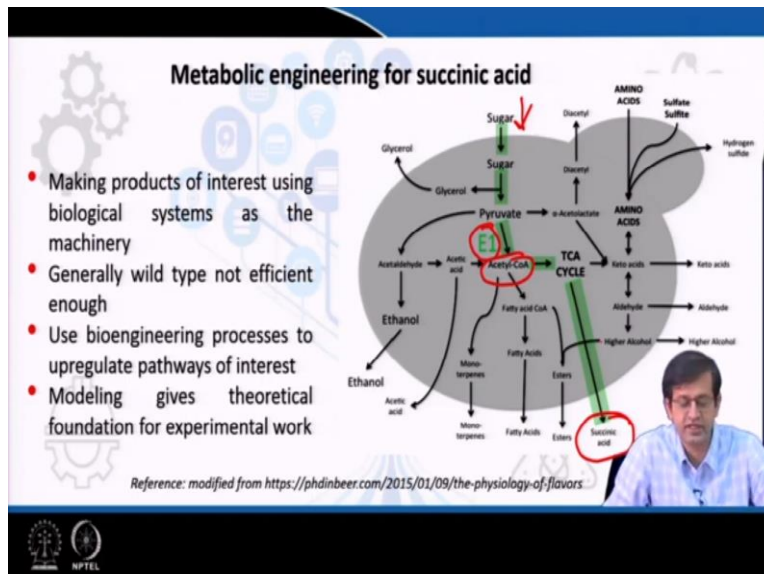 Metabolic engineering for succinic acid
• Making products of interest using
biological systems as the
machinery
• Generally wild type not efficient
enough
• Use bioengineering processes to
upregulate pathways of interest
• Modeling gives theoretical
foundation for experimental work
AMINO
ACIDS
Sulfate
Sulfite
Sugar
Diacetyl
Hydrogen
sulfide
Glycerol
Sugar
Diacetyl
Glycerol
Pyruvate
α-Acetolactate
AMINO
ACIDS
E1
Acetaldehyde
Acetic
acid
Acetyl-CoA
TCA
CYCLE
Keto acids
Keto acids
Ethanol
Fatty acid CoA
Aldehyde
Aldehyde
Ethanol
Mono-
terpenes
Fatty Acids
Esters
Higher Alcohol
Higher Alcohol
Acetic
acid
Mono-
terpenes
Fatty Acids
Esters
Succinic
acid
Reference: modified from https://phdinbeer.com/2015/01/09/the-physiology-of-flavors
NPTEL